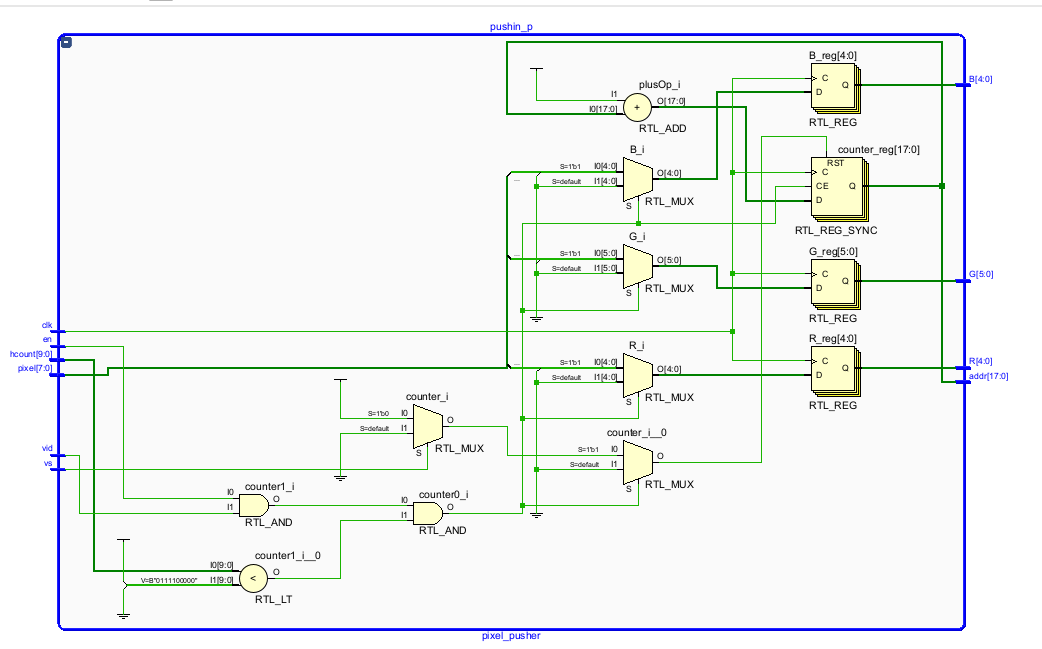 pushin_p
B_reg[4:0]
C
D
Q
RTL_REG
B[4:0]
plusOp_i
I1
I0[17:0]
+
O[17:0]
RTL_ADD
counter_reg[17:0]
RST
C
CE
D
Q
RTL_REG_SYNC
B_i
S=1'b1
I0[4:0]
S=default
I1[4:0]
O[4:0]
S
RTL_MUX
...
G_i
S=1'b1
I0[5:0]
S=default
I1[5:0]
O[5:0]
S
RTL_MUX
...
G_reg[5:0]
C
D
Q
RTL_REG
G[5:0]
clk
en
hcount[9:0]
pixel[7:0]
R_i
S=1'b1
I0[4:0]
S=default
I1[4:0]
O[4:0]
S
RTL_MUX
R_reg[4:0]
C
D
Q
RTL_REG
R[4:0]
addr[17:0]
counter_i
S=1'b0
I0
S=default
I1
O
S
RTL_MUX
counter_i__0
S=1'b1
I0
S=default
I1
O
S
RTL_MUX
vid
vs
counter1_i
I0
I1
O
RTL_AND
counter0_i
I0
I1
O
RTL_AND
counter1_i__0
I0[9:0]
V=B"0111100000"
I1[9:0]
<
O
RTL_LT
pixel_pusher